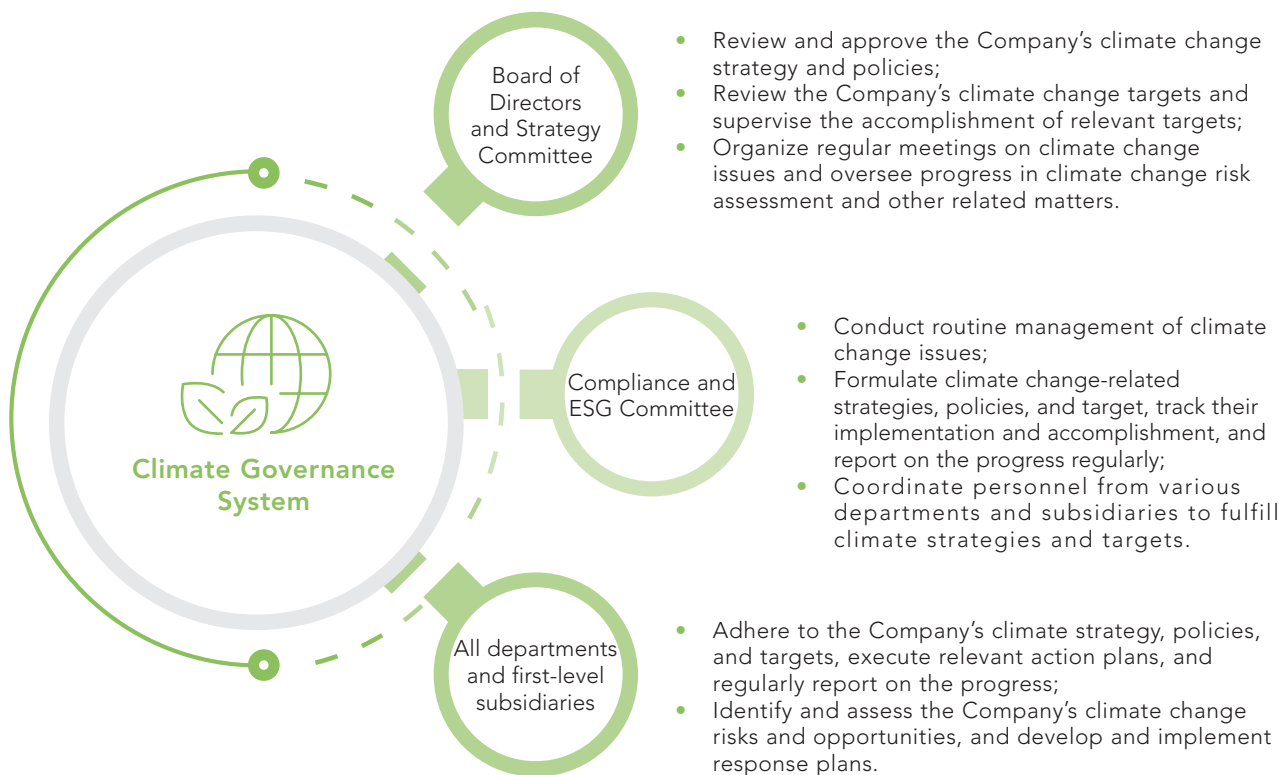 Board of
Directors
and Strategy
Committee
• Review and approve the Company's climate change
strategy and policies;
• Review the Company's climate change targets and
supervise the accomplishment of relevant targets;
• Organize regular meetings on climate change
issues and oversee progress in climate change risk
assessment and other related matters.
Climate Governance
System
Compliance and
ESG Committee
• Conduct routine management of climate
change issues;
• Formulate climate change-related
strategies, policies, and target, track their
implementation and accomplishment, and
report on the progress regularly;
• Coordinate personnel from various
departments and subsidiaries to fulfill
climate strategies and targets.
All departments
and first-level
subsidiaries
• Adhere to the Company's climate strategy, policies,
and targets, execute relevant action plans, and
regularly report on the progress;
• Identify and assess the Company's climate change
risks and opportunities, and develop and implement
response plans.